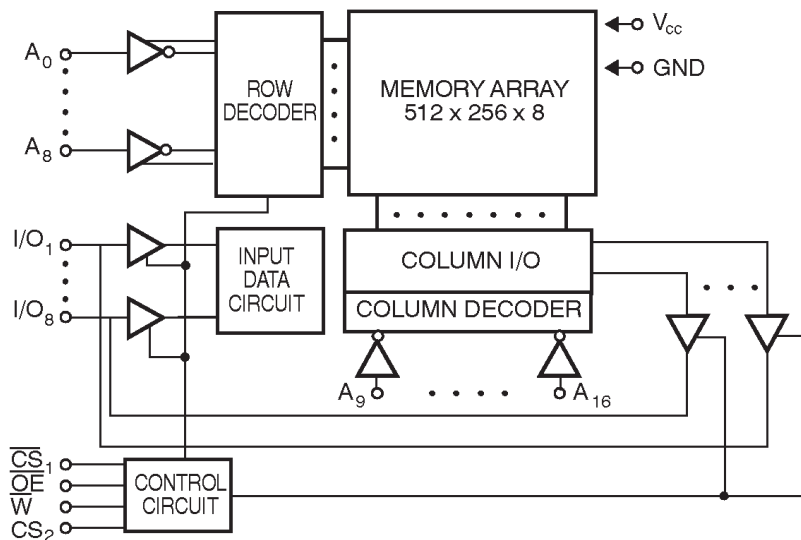 A0
A8
ROW
DECODER
MEMORY ARRAY
512 x 256 x 8
Vcc
GND
I/O1
I/O8
INPUT
DATA
CIRCUIT
COLUMN I/O
COLUMN DECODER
A9
A16
CS1
OE
W
CS2
CONTROL
CIRCUIT